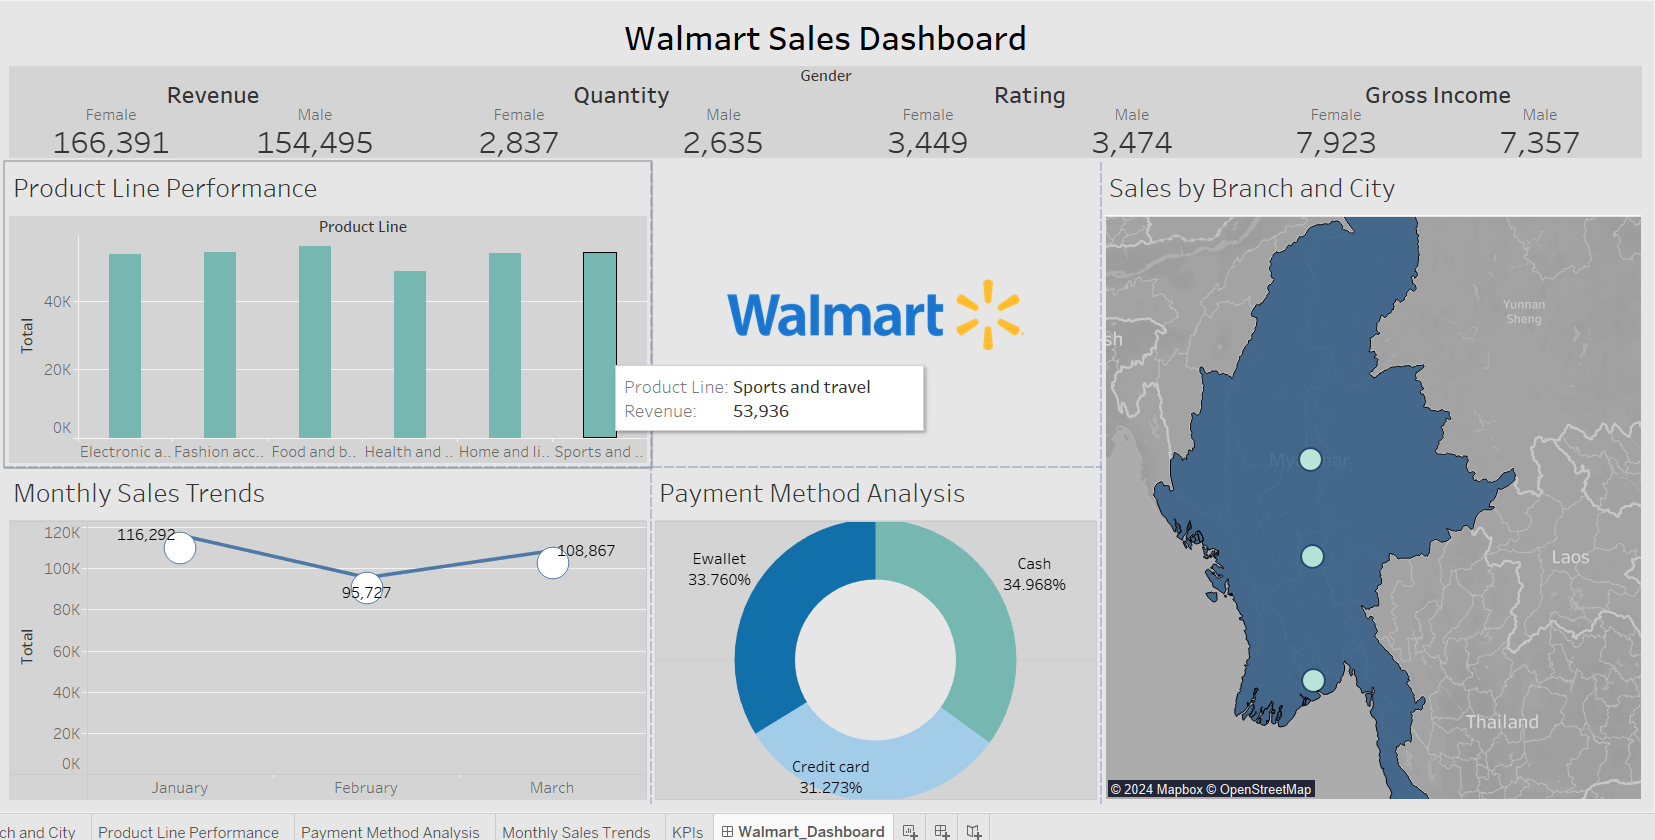 Walmart Sales Dashboard
Gender
Revenue
Quantity
Rating
Gross Income
Female
Male
Female
Male
Female
Male
Female
Male
166,391
154,495
2,837
2,635
3,449
3,474
7,923
7,357
Product Line Performance
Product Line
Total
40K
20K
0K
Electronic a..
Fashion acc..
Food and b..
Health and ..
Home and li..
Sports and ..
Walmart
Product Line: Sports and travel
Revenue: 53,936
Sales by Branch and City
Yunnan
Sheng
sh
Laos
Thailand
© 2024 Mapbox © OpenStreetMap
Monthly Sales Trends
Total
120K
100K
80K
60K
40K
20K
0K
116,292
95,727
108,867
January
February
March
Payment Method Analysis
Ewallet
33.760%
Cash
34.968%
Credit card
31.273%
ch and City
Product Line Performance
Payment Method Analysis
Monthly Sales Trends
KPIs
Walmart_Dashboard